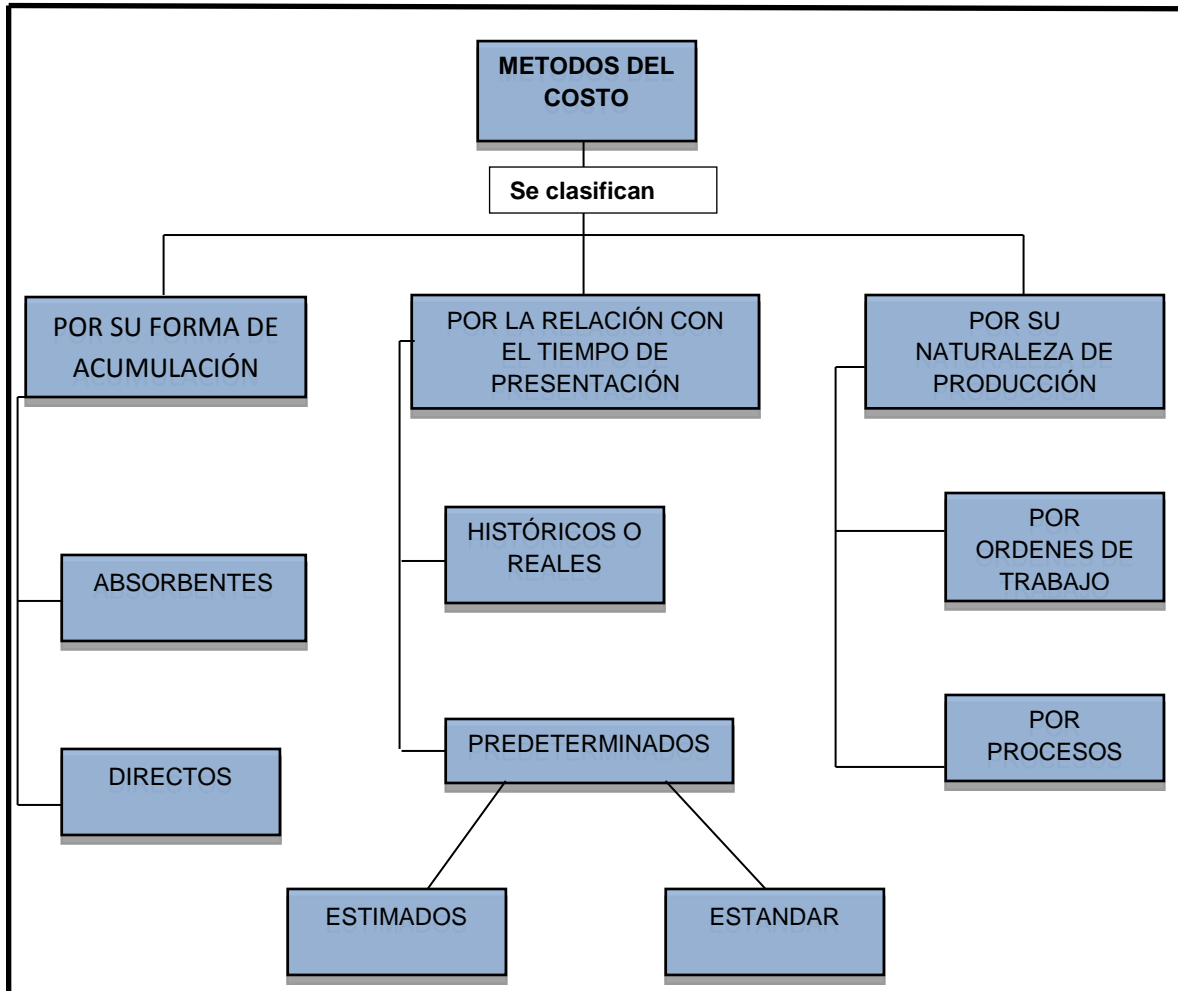 METODOS DEL
COSTO
Se clasifican
POR SU FORMA DE
ACUMULACIÓN
POR LA RELACIÓN CON
EL TIEMPO DE
PRESENTACIÓN
POR SU
NATURALEZA DE
PRODUCCIÓN
ABSORBENTES
DIRECTOS
HISTÓRICOS O
REALES
PREDETERMINADOS
ESTIMADOS
ESTANDAR
POR
ORDENES DE
TRABAJO
POR
PROCESOS